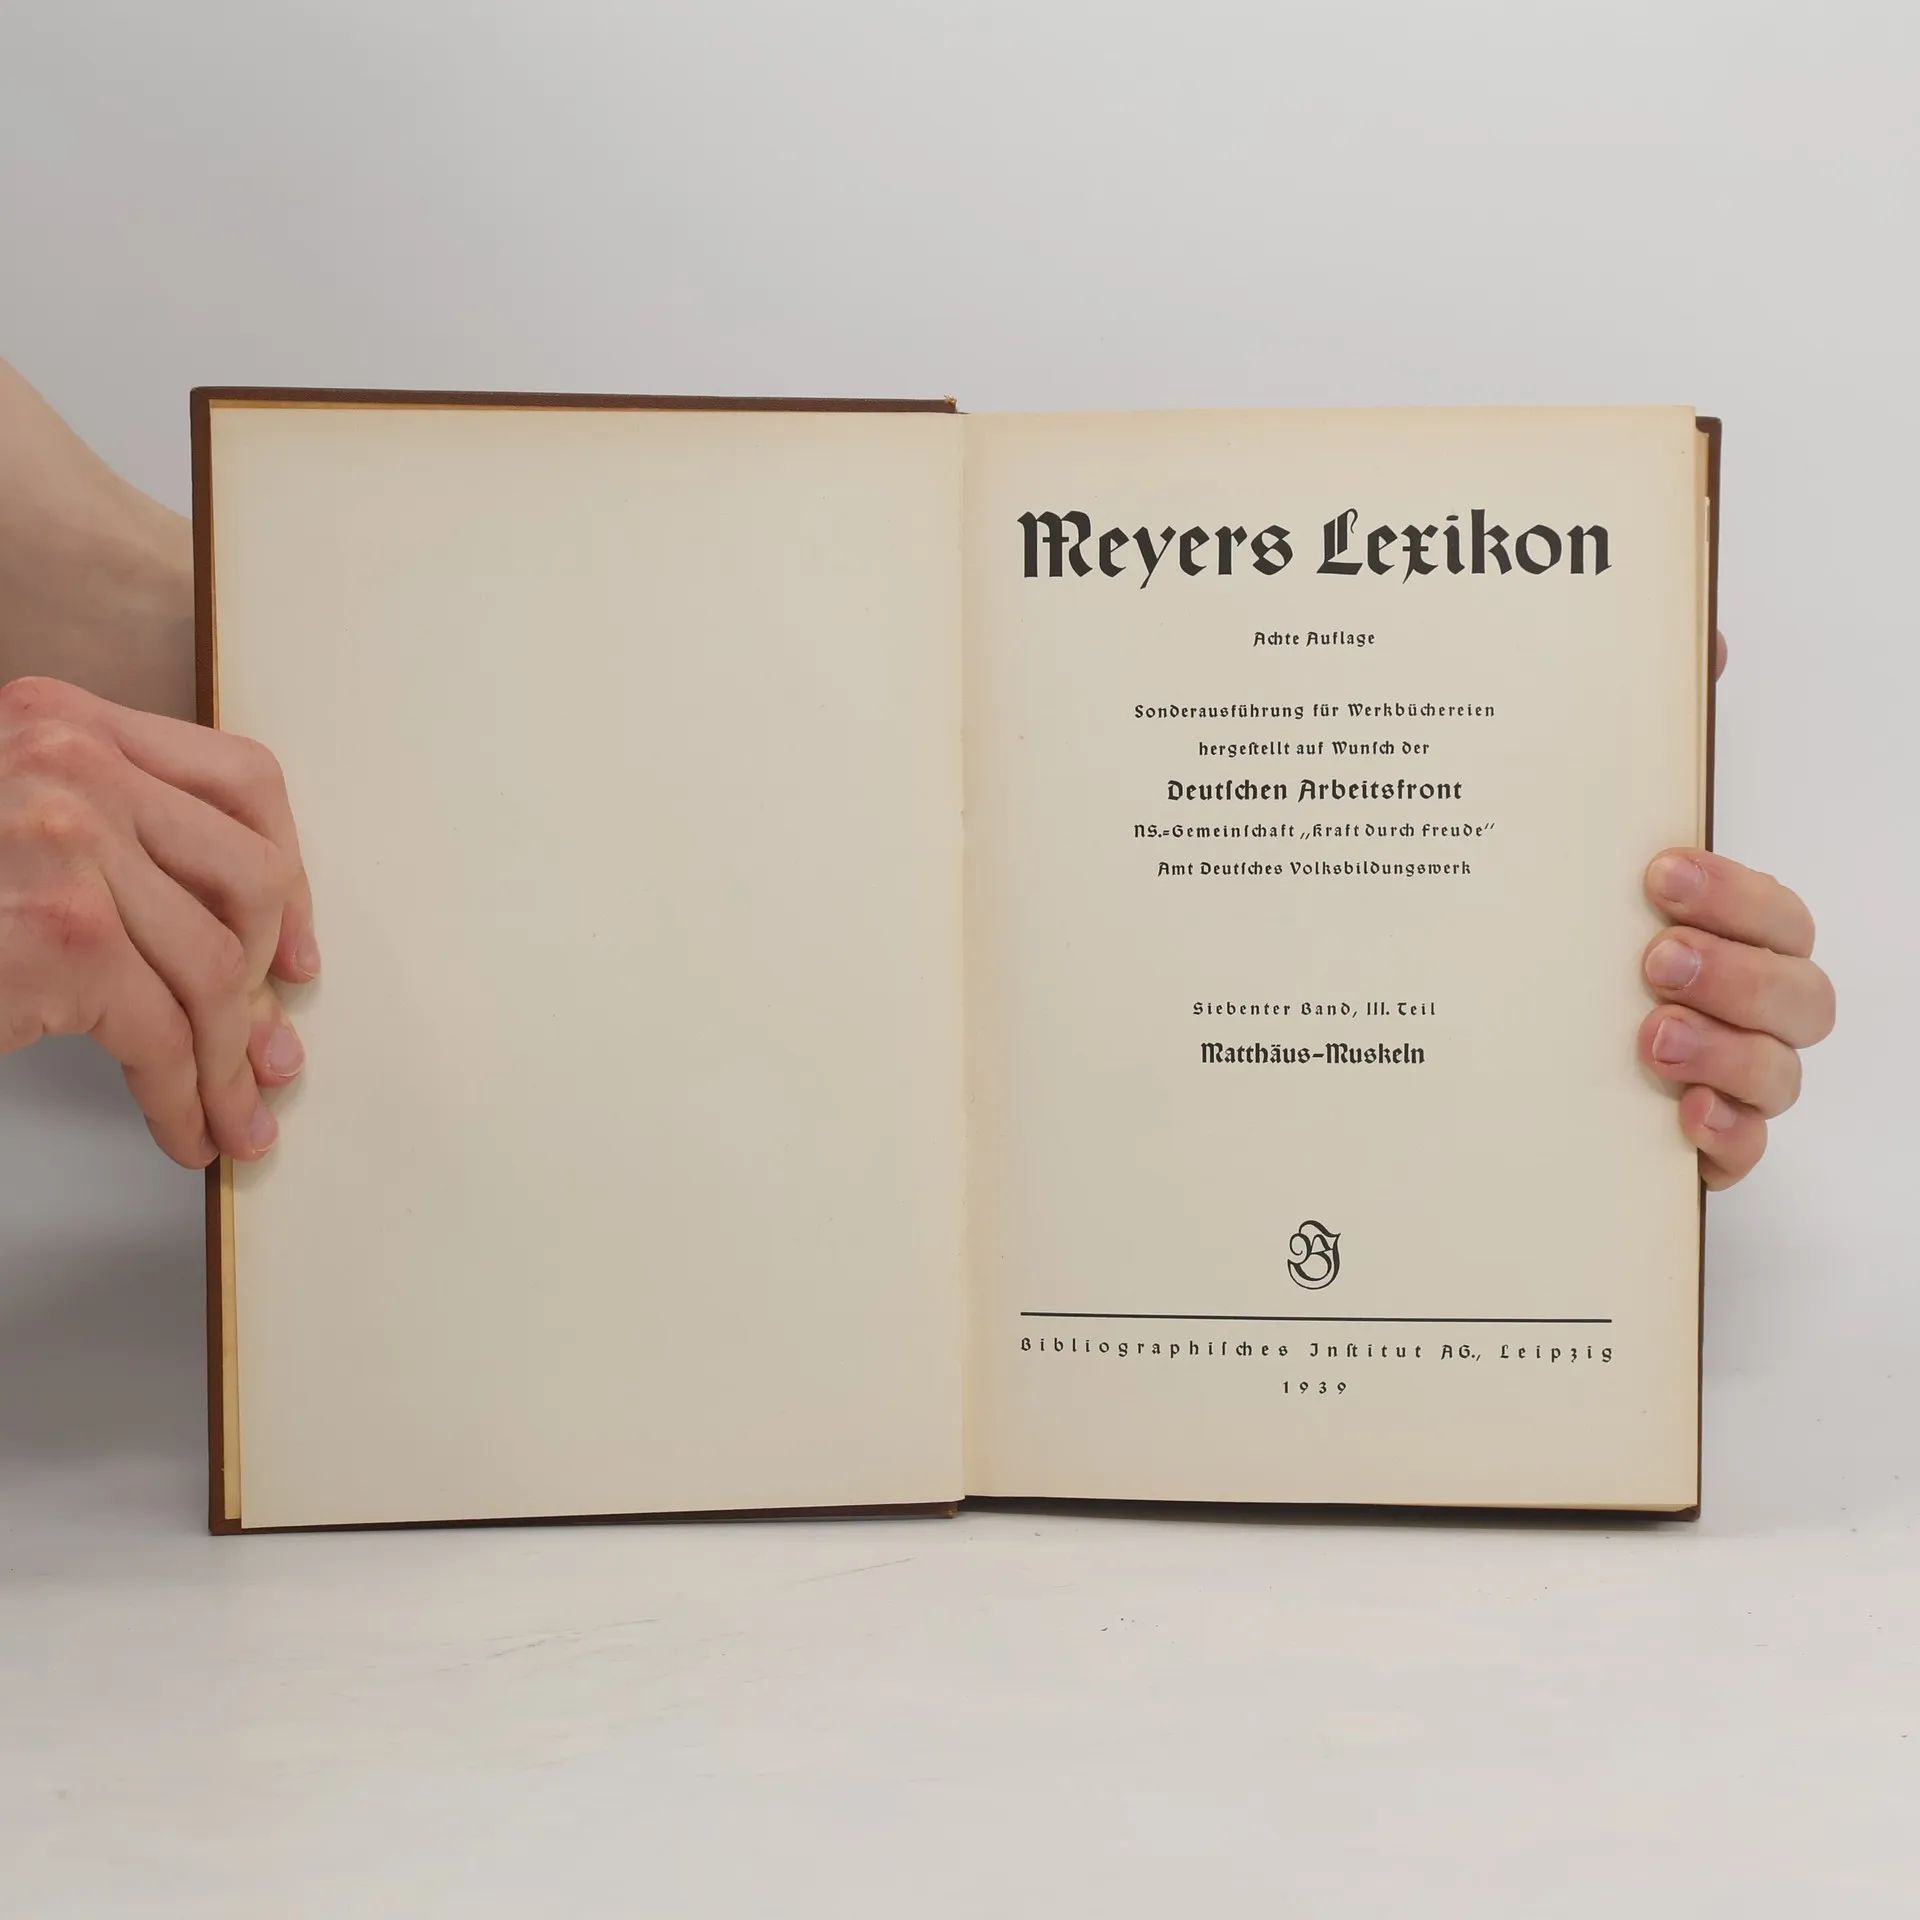 Meyers Lexikon
Achte Auflage
Sonderausführung für Werkbüchereien
hergeſtellt auf Wunſch der
Deutſchen Arbeitsfront
NS.=Gemeinſchaft „Kraft durch Freude“
Amt Deutſches Volksbildungswerk
Siebenter Band, III. Teil
Matthäus-Muskeln
BI
Bibliographiſches Inſtitut AG., Leipzig
1939